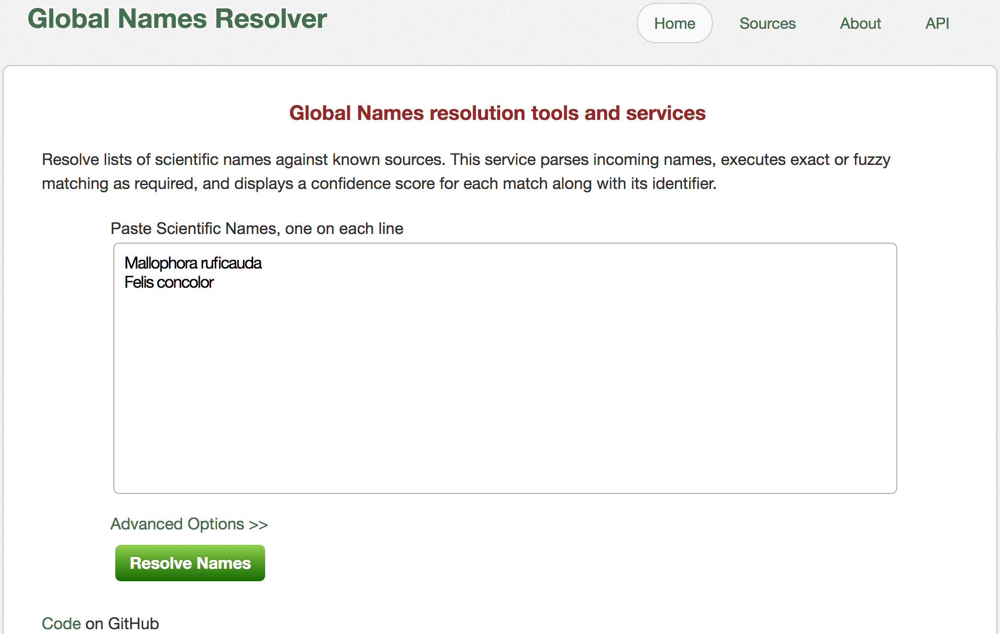 Global Names Resolver
Home Sources About API
Global Names resolution tools and services
Resolve lists of scientific names against known sources. This service parses incoming names, executes exact or fuzzy
matching as required, and displays a confidence score for each match along with its identifier.
Paste Scientific Names, one on each line
Mallophora ruficauda
Felis concolor
Advanced Options >>
Resolve Names
Code on GitHub